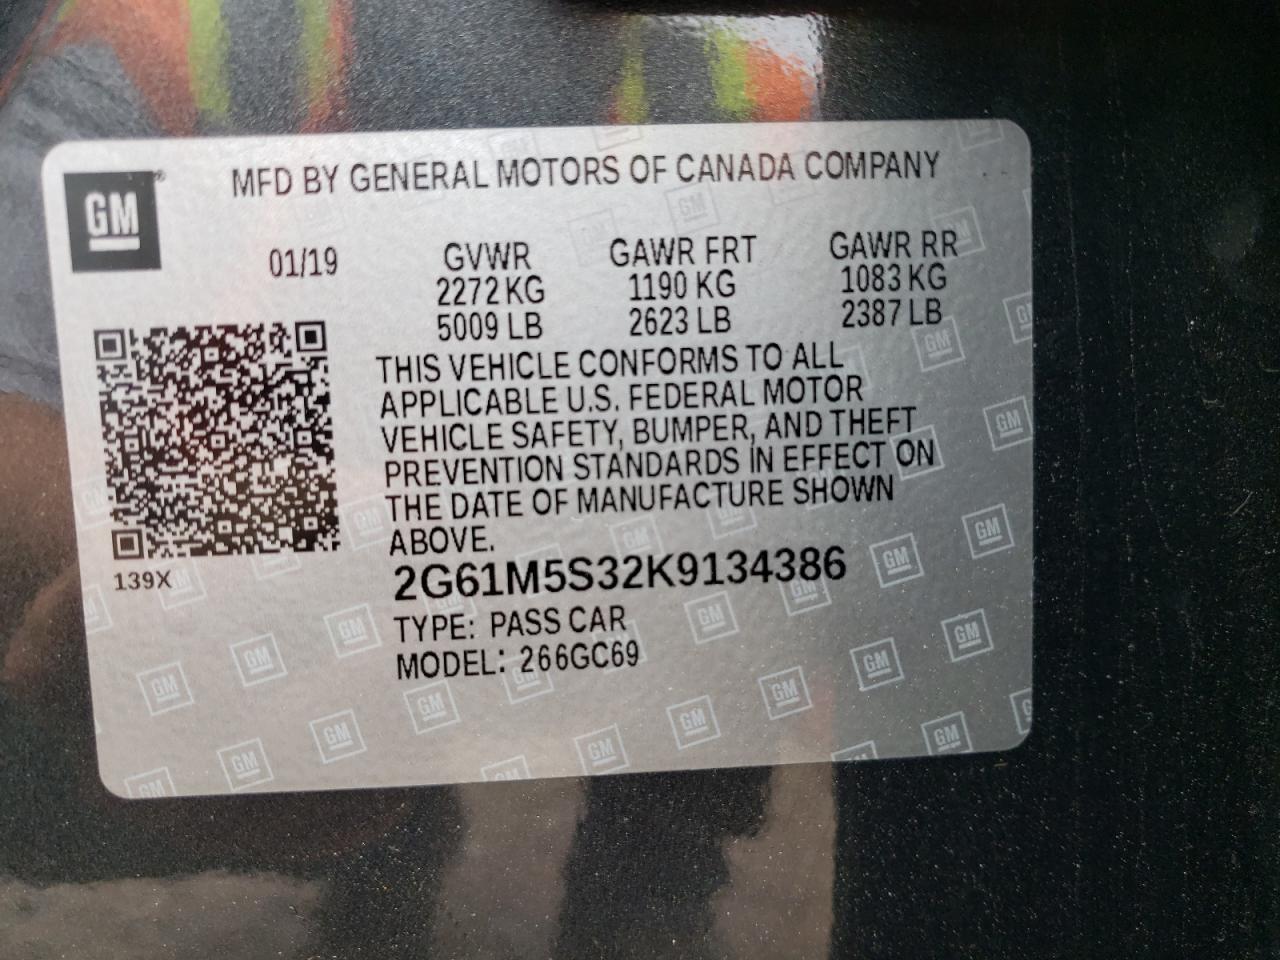 GM®
MFD BY GENERAL MOTORS OF CANADA COMPANY
01/19
GVWR GAWR FRT GAWR RR
2272 KG 1190 KG 1083 KG
5009 LB 2623 LB 2387 LB
THIS VEHICLE CONFORMS TO ALL
APPLICABLE U.S. FEDERAL MOTOR
VEHICLE SAFETY, BUMPER, AND THEFT
PREVENTION STANDARDS IN EFFECT ON
THE DATE OF MANUFACTURE SHOWN
ABOVE.
139X
2G61M5S32K9134386
TYPE: PASS CAR
MODEL: 266GC69